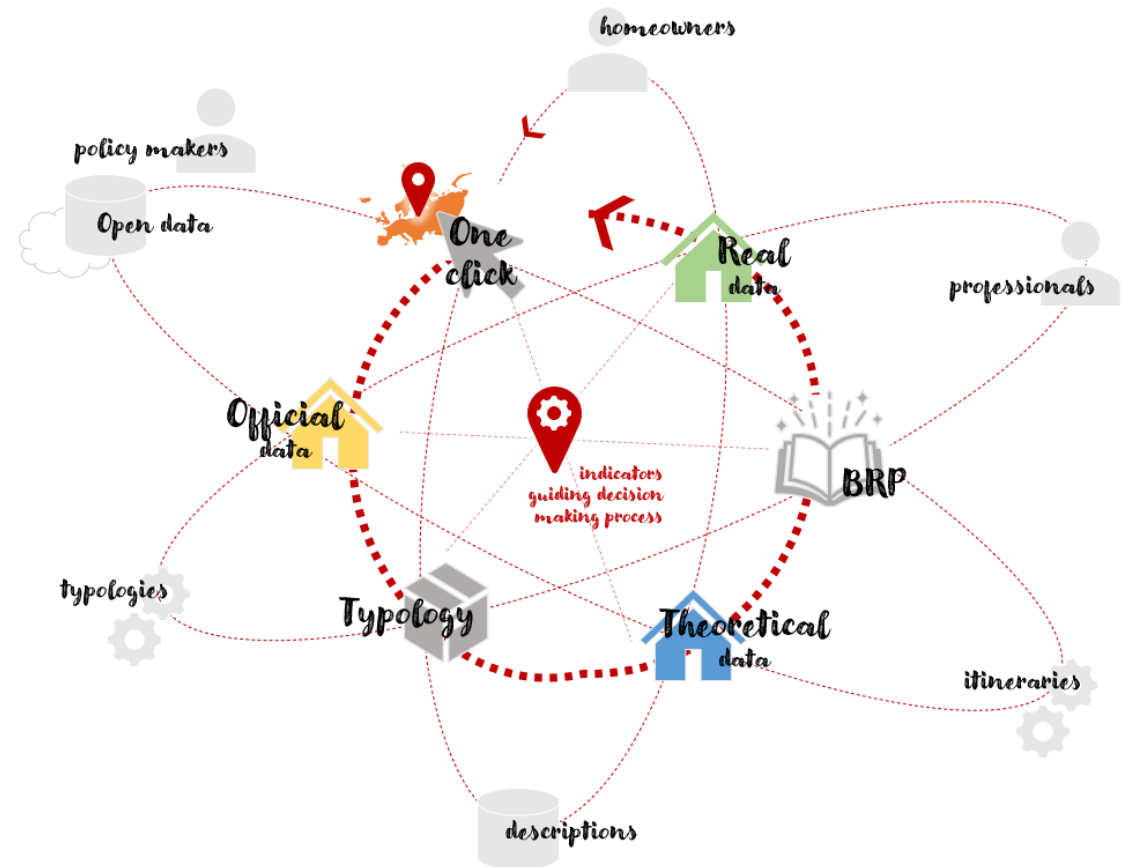 homeowners
policy makers
Open data
One
click
Real
data
professionals
Official
data
BRP
indicators
guiding decision
making process
typologies
Typology
Theoretical
data
itineraries
descriptions